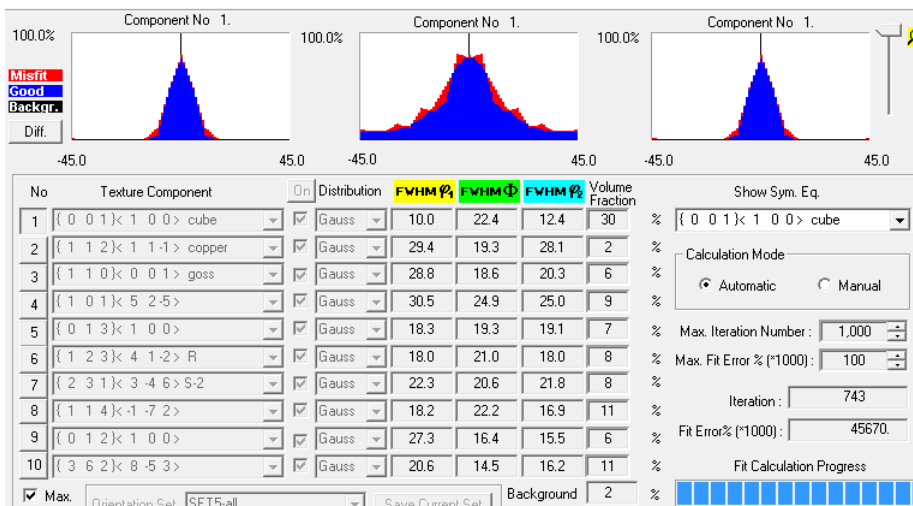 Component No 1. Component No 1. Component No 1.
100.0% 100.0% 100.0%
Misfit
Good
Backgr.
Diff.
-45.0 45.0 -45.0 45.0 -45.0 45.0
No Texture Component On Distribution FWHM φ1 FWHM Φ FWHM φ2 Volume Fraction Show Sym. Eq.
1 { 0 0 1}< 1 0 0> cube Gauss 10.0 22.4 12.4 30 % { 0 0 1}< 1 0 0> cube
2 { 1 1 2}< 1 1 -1 > copper Gauss 29.4 19.3 28.1 2 % Calculation Mode
3 { 1 1 0}< 0 0 1> goss Gauss 28.8 18.6 20.3 6 % Automatic Manual
4 { 1 0 1}< 5 2 -5> Gauss 30.5 24.9 25.0 9 %
5 { 0 1 3}< 1 0 0> Gauss 18.3 19.3 19.1 7 % Max. Iteration Number : 1,000
6 { 1 2 3}< 4 1 -2> R Gauss 18.0 21.0 18.0 8 % Max. Fit Error % (*1000) : 100
7 { 2 3 1}< 3 -4 6> S-2 Gauss 22.3 20.6 21.8 8 %
8 { 1 1 4}< -1 -7 2> Gauss 18.2 22.2 16.9 11 % Iteration : 743
9 { 0 1 2}< 1 0 0> Gauss 27.3 16.4 15.5 6 % Fit Error% (*1000) : 45670.
10 { 3 6 2}< 8 -5 3> Gauss 20.6 14.5 16.2 11 % Fit Calculation Progress
Max. Orientation Set SET5-all Save Current Set Background 2 %